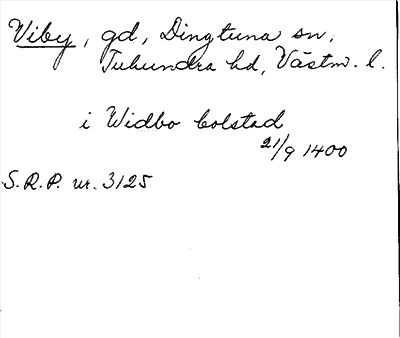 Viby, gd, Dingtuna sn,
Tuhundra hd, Västm. l.
i Widbo bolstad
21/9 1400
S.R.P. nr. 3125